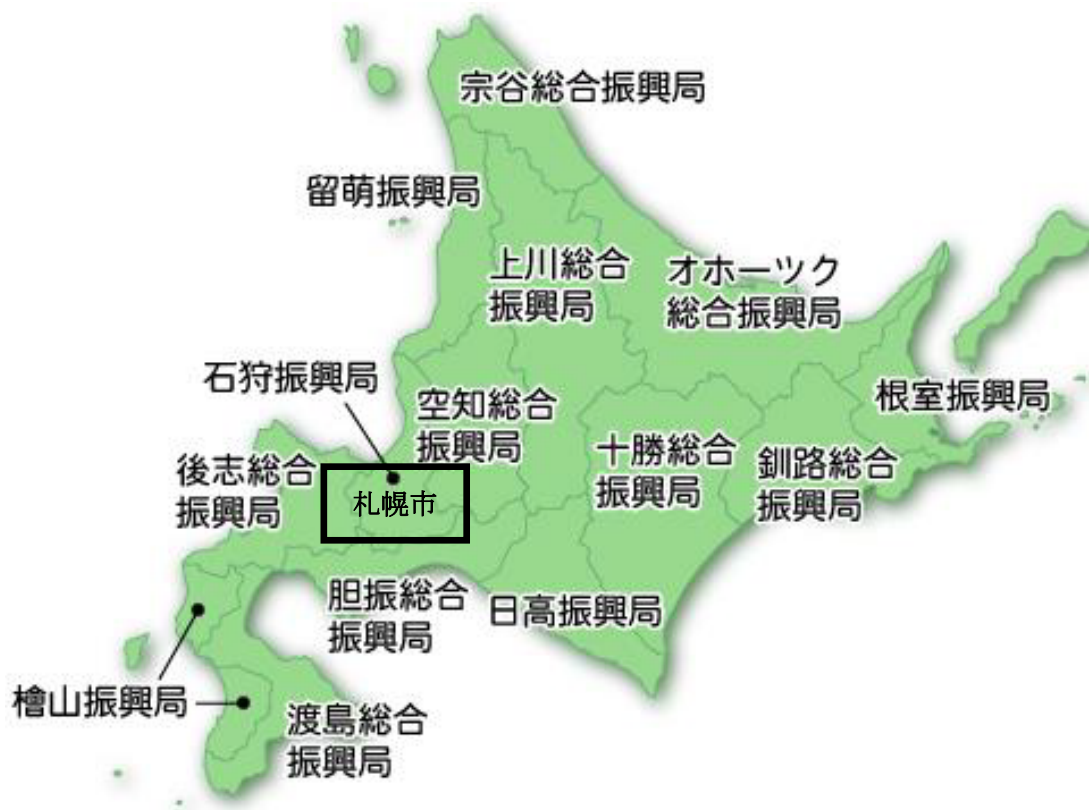 宗谷総合振興局
留萌振興局
上川総合
振興局
オホーツク
総合振興局
石狩振興局
空知総合
振興局
根室振興局
後志総合
振興局
十勝総合
振興局
釧路総合
振興局
札幌市
胆振総合
振興局
日高振興局
檜山振興局
渡島総合
振興局